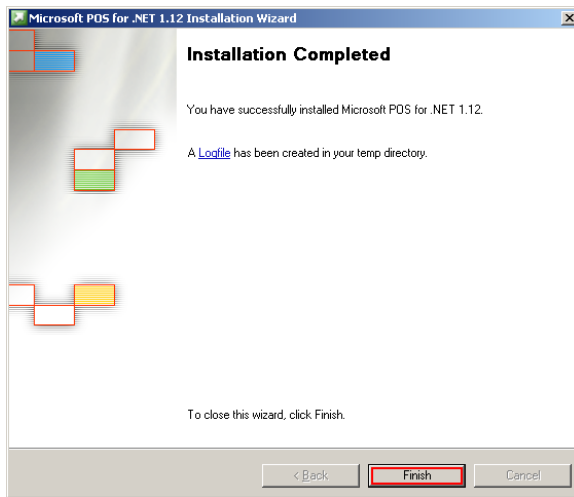 Microsoft POS for .NET 1.12 Installation Wizard
Installation Completed
You have successfully installed Microsoft POS for .NET 1.12.
A Logfile has been created in your temp directory.
To close this wizard, click Finish.
< Back
Finish
Cancel